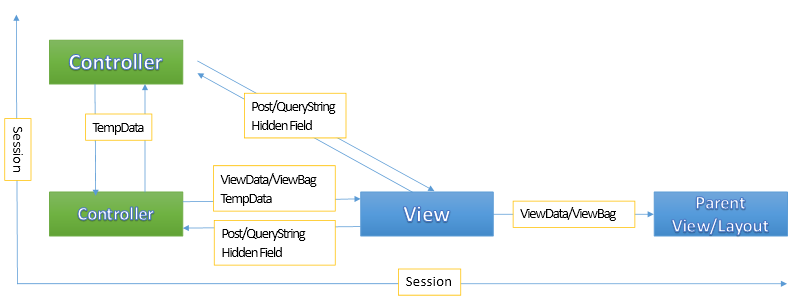 Controller
Post/QueryString
Hidden Field
TempData
Session
Controller
ViewData/ViewBag
TempData
Post/QueryString
Hidden Field
View
ViewData/ViewBag
Parent
View/Layout
Session